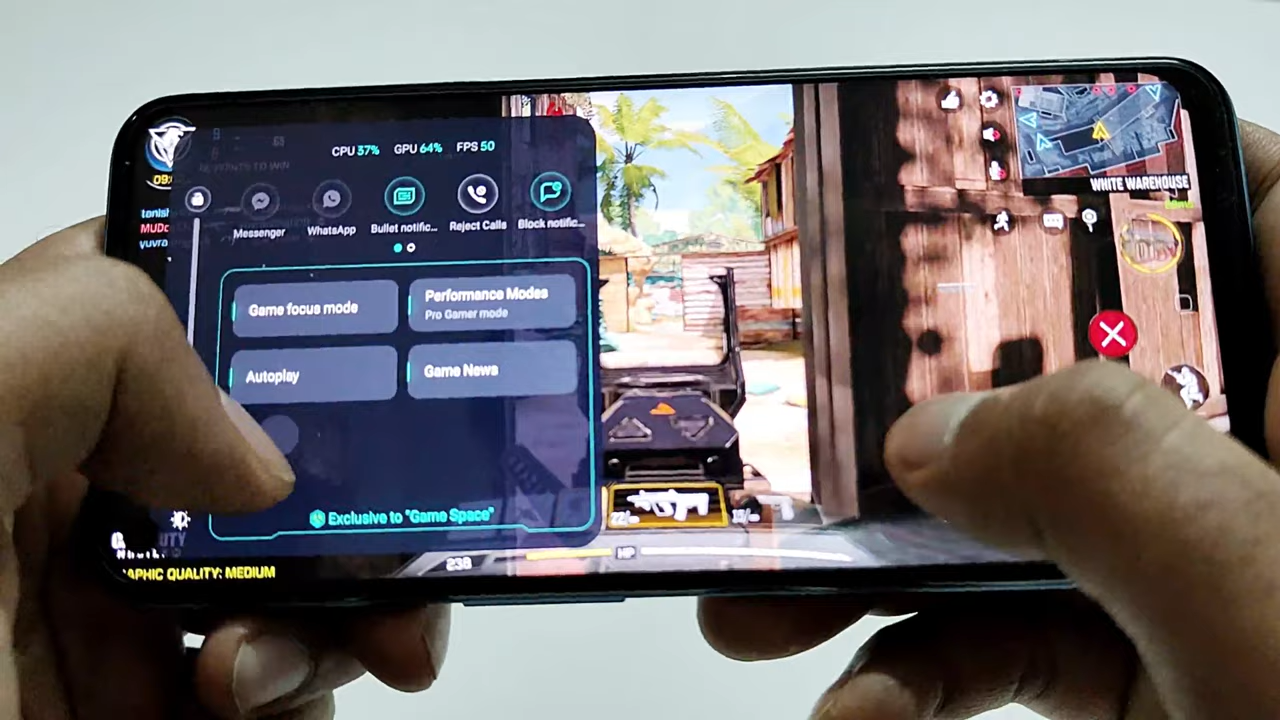 CPU 37% GPU 64% FPS 50
Messenger
WhatsApp
Bullet notific...
Reject Calls
Block notific...
Game focus mode
Performance Modes
Pro Gamer mode
Autoplay
Game News
Exclusive to "Game Space"
APHIC QUALITY: MEDIUM
WHITE WAREHOUSE
238
HP